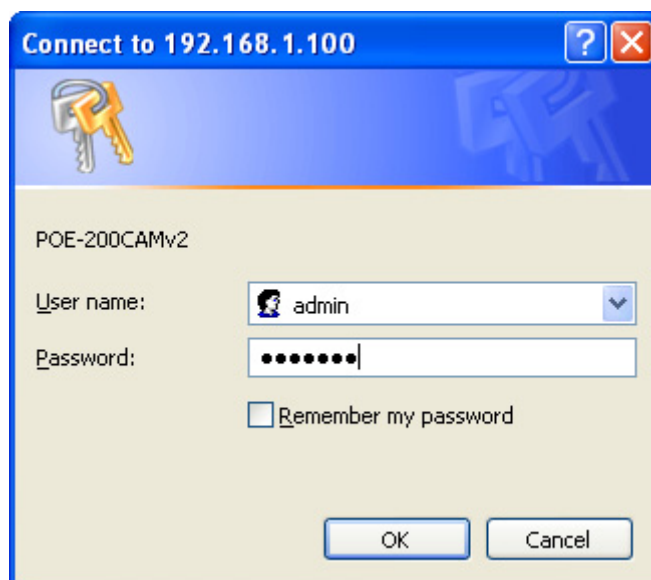 Connect to 192.168.1.100
POE-200CAMv2
User name:
admin
Password:
●●●●●●●
Remember my password
OK
Cancel